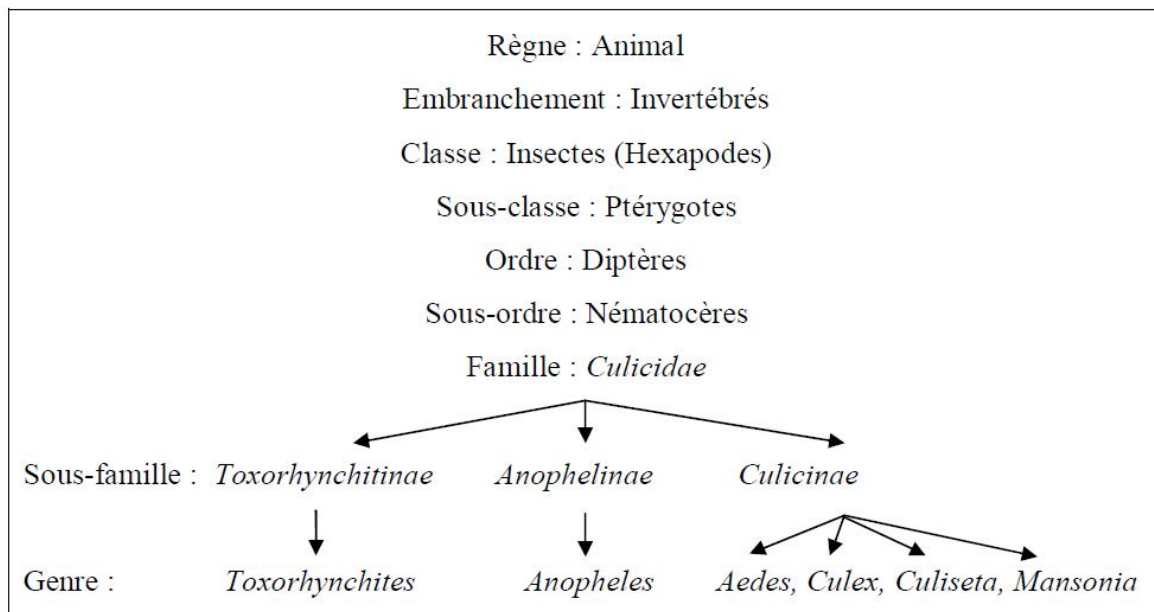 Règne : Animal
Embranchement : Invertébrés
Classe : Insectes (Hexapodes)
Sous-classe : Ptérygotes
Ordre : Diptères
Sous-ordre : Nématocères
Famille : Culicidae
Sous-famille : Toxorhynchitinae Anophelinae Culicinae
Genre : Toxorhynchites Anopheles Aedes, Culex, Culiseta, Mansonia